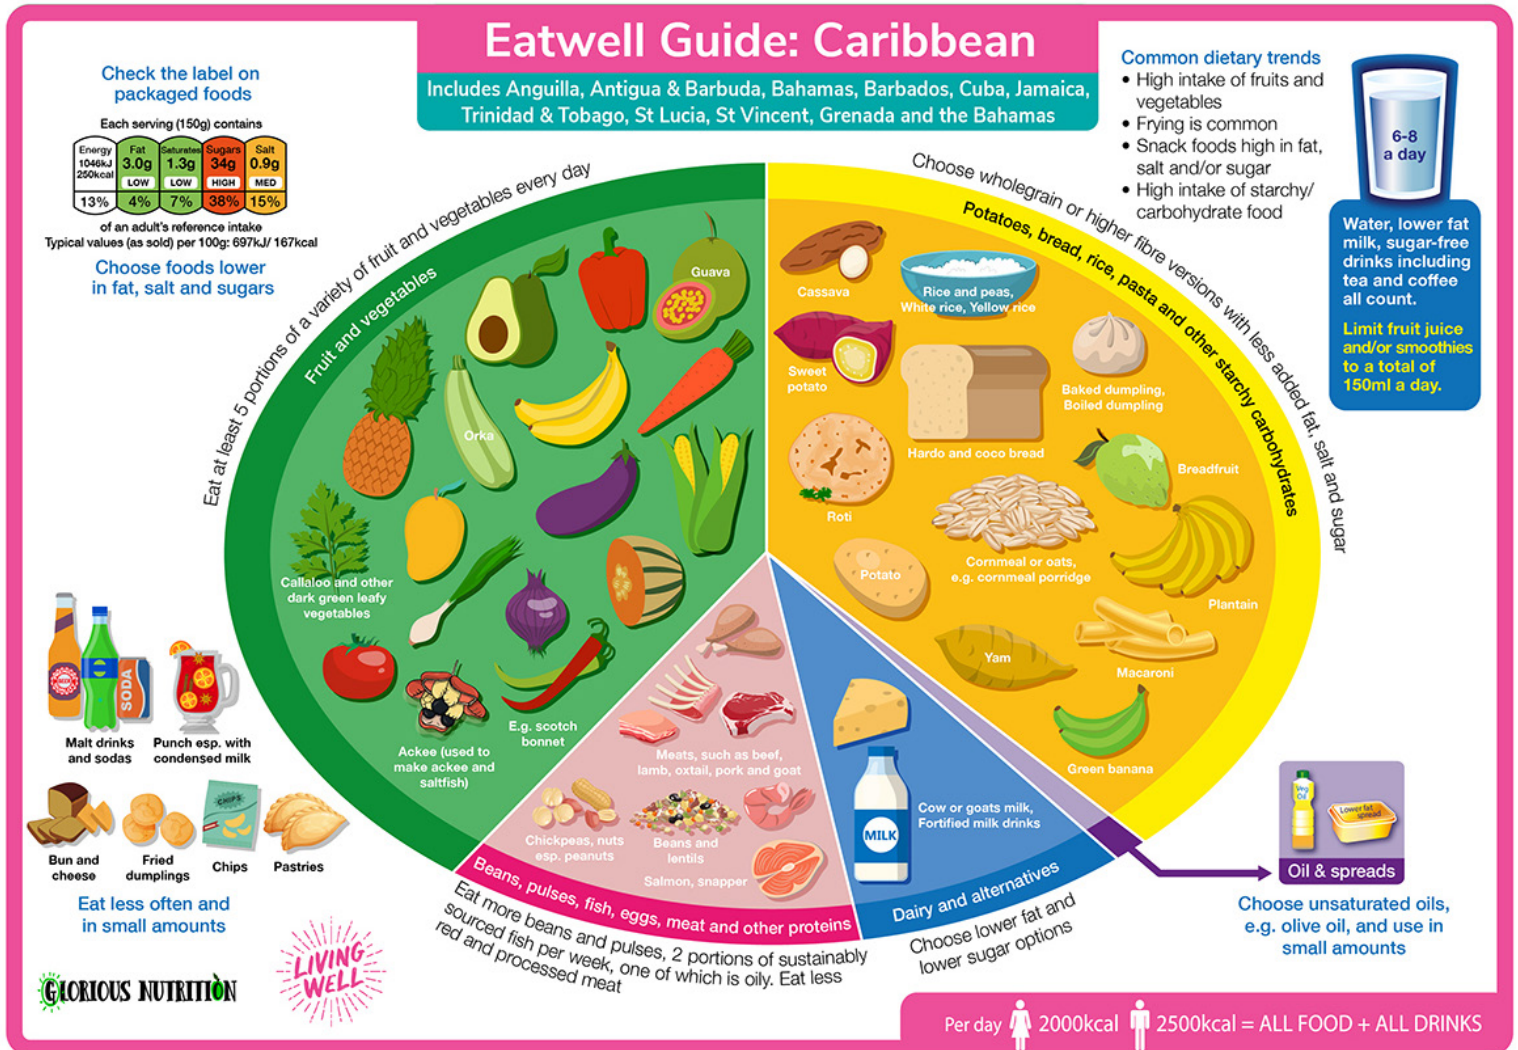 Eatwell Guide: Caribbean
Includes Anguilla, Antigua & Barbuda, Bahamas, Barbados, Cuba, Jamaica,
Trinidad & Tobago, St Lucia, St Vincent, Grenada and the Bahamas
Check the label on
packaged foods
Each serving (150g) contains
Energy
1046kJ
250kcal
13%
Fat
3.0g
LOW
4%
Saturates
1.3g
LOW
7%
Sugars
34g
HIGH
38%
Salt
0.9g
MED
15%
of an adult's reference intake
Typical values (as sold) per 100g: 697kJ/ 167kcal
Choose foods lower
in fat, salt and sugars
Common dietary trends
• High intake of fruits and
vegetables
• Frying is common
• Snack foods high in fat,
salt and/or sugar
• High intake of starchy/
carbohydrate food
6-8
a day
Water, lower fat
milk, sugar-free
drinks including
tea and coffee
all count.
Limit fruit juice
and/or smoothies
to a total of
150ml a day.
Eat at least 5 portions of a variety of fruit and vegetables every day
Fruit and vegetables
Guava
Orka
Callaloo and other
dark green leafy
vegetables
Ackee (used to
make ackee and
saltfish)
E.g. scotch
bonnet
Choose wholegrain or higher fibre versions with less added fat, salt and sugar
Potatoes, bread, rice, pasta and other starchy carbohydrates
Cassava
Rice and peas,
White rice, Yellow rice
Sweet
potato
Baked dumpling,
Boiled dumpling
Hardo and coco bread
Breadfruit
Roti
Cornmeal or oats,
e.g. cornmeal porridge
Potato
Plantain
Yam
Macaroni
Green banana
Meats, such as beef,
lamb, oxtail, pork and goat
Chickpeas, nuts
esp. peanuts
Beans and
lentils
Salmon, snapper
Beans, pulses, fish, eggs, meat and other proteins
Eat more beans and pulses, 2 portions of sustainably
sourced fish per week, one of which is oily. Eat less
red and processed meat
MILK
Cow or goats milk,
Fortified milk drinks
Dairy and alternatives
Choose lower fat and
lower sugar options
Veg
Oil
Lower fat
spread
Oil & spreads
Choose unsaturated oils,
e.g. olive oil, and use in
small amounts
SODA
Malt drinks
and sodas
Punch esp. with
condensed milk
CHIPS
Bun and
cheese
Fried
dumplings
Chips
Pastries
Eat less often and
in small amounts
GLORIOUS NUTRITION
LIVING
WELL
Per day 2000kcal 2500kcal = ALL FOOD + ALL DRINKS